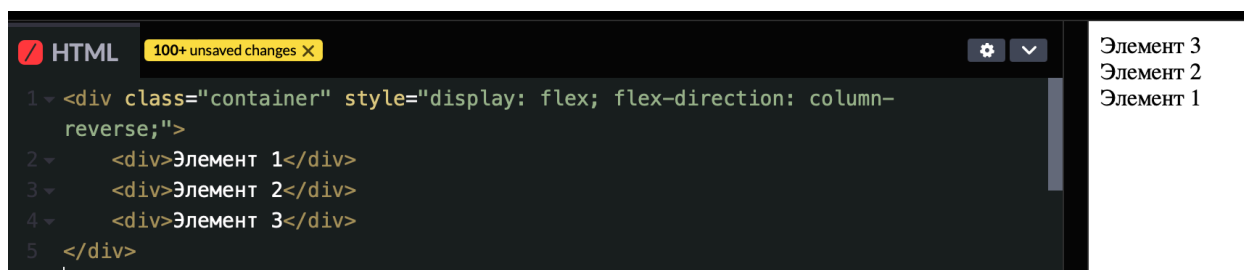 HTML 100+ unsaved changes X
1 <div class="container" style="display: flex; flex-direction: column-
reverse;">
2 <div>Элемент 1</div>
3 <div>Элемент 2</div>
4 <div>Элемент 3</div>
5 </div>
Элемент 3
Элемент 2
Элемент 1